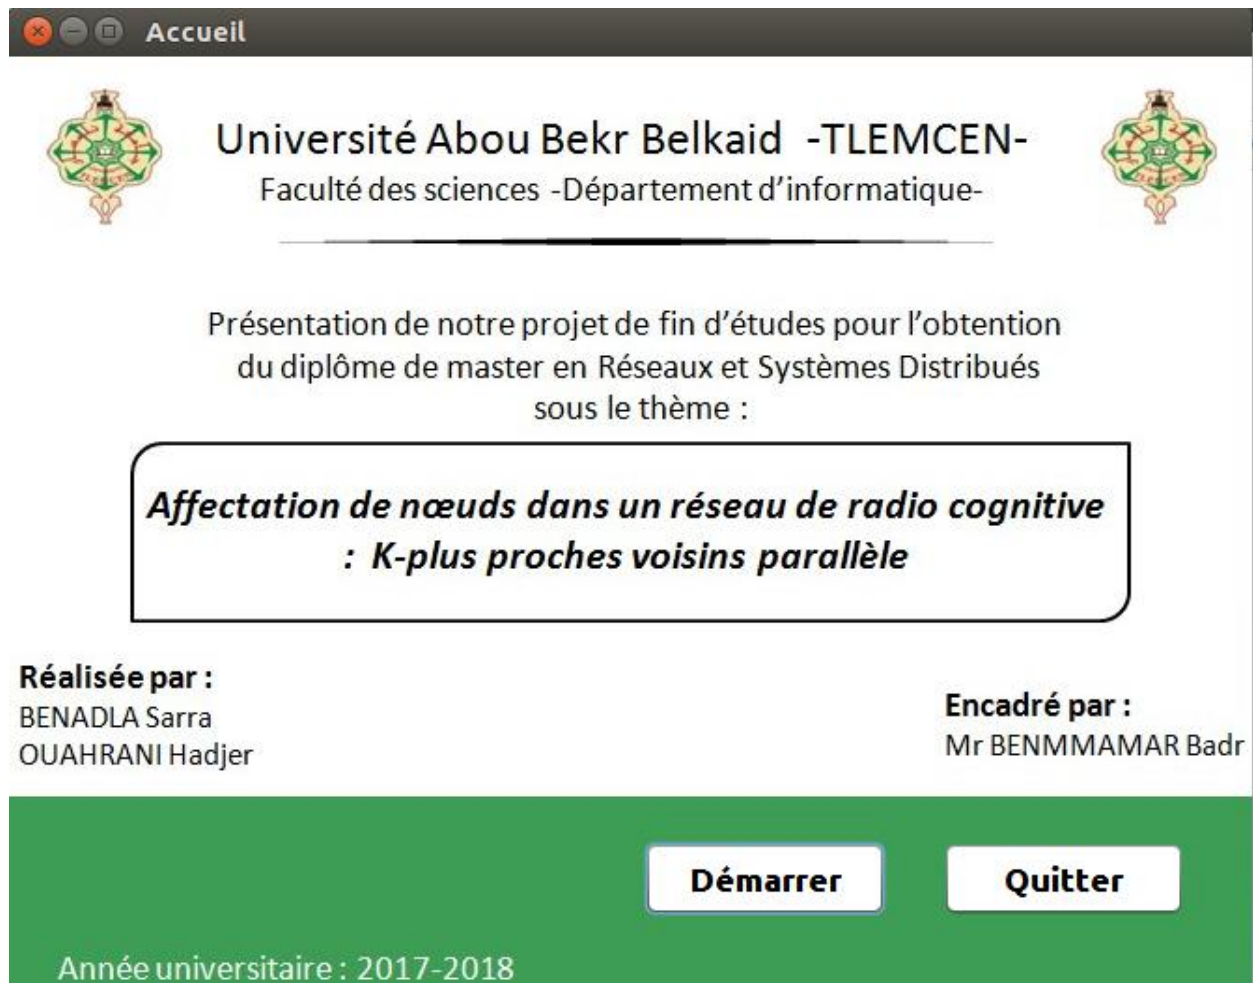 Accueil
Université Abou Bekr Belkaid -TLEMCEN-
Faculté des sciences -Département d’informatique-
Présentation de notre projet de fin d’études pour l’obtention
du diplôme de master en Réseaux et Systèmes Distribués
sous le thème :
Affectation de nœuds dans un réseau de radio cognitive
: K-plus proches voisins parallèle
Réalisée par :
BENADLA Sarra
OUAHRANI Hadjer
Encadré par :
Mr BENMMAMAR Badr
Démarrer
Quitter
Année universitaire : 2017-2018